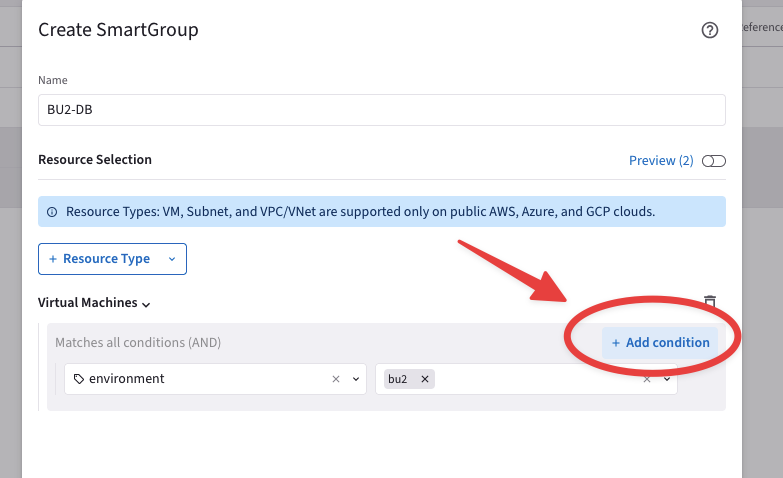 Create SmartGroup
Name
BU2-DB
Resource Selection
Preview (2)
Resource Types: VM, Subnet, and VPC/VNet are supported only on public AWS, Azure, and GCP clouds.
+ Resource Type
Virtual Machines
Matches all conditions (AND)
+ Add condition
environment
bu2